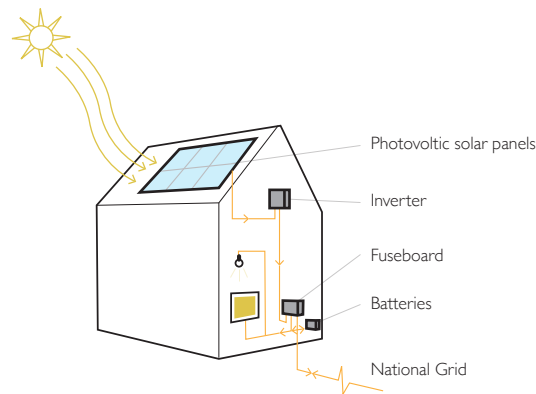 Photovoltic solar panels
Inverter
Fuseboard
Batteries
National Grid